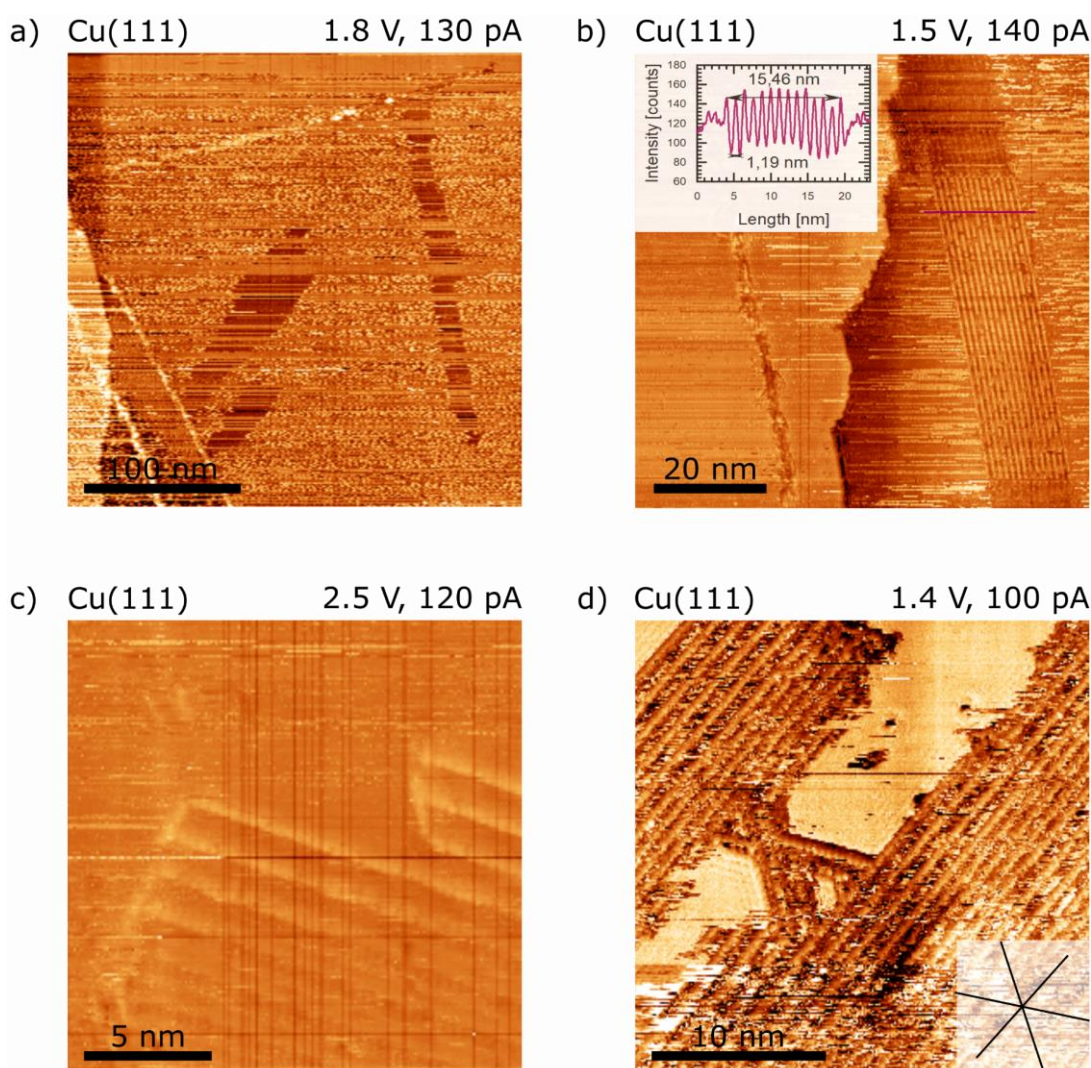 a) Cu(111) 1.8 V, 130 pA
100 nm
b) Cu(111) 1.5 V, 140 pA
180
160
140
120
100
80
60
Intensity [counts]
15,46 nm
1,19 nm
0 5 10 15 20
Length [nm]
20 nm
c) Cu(111) 2.5 V, 120 pA
5 nm
d) Cu(111) 1.4 V, 100 pA
10 nm